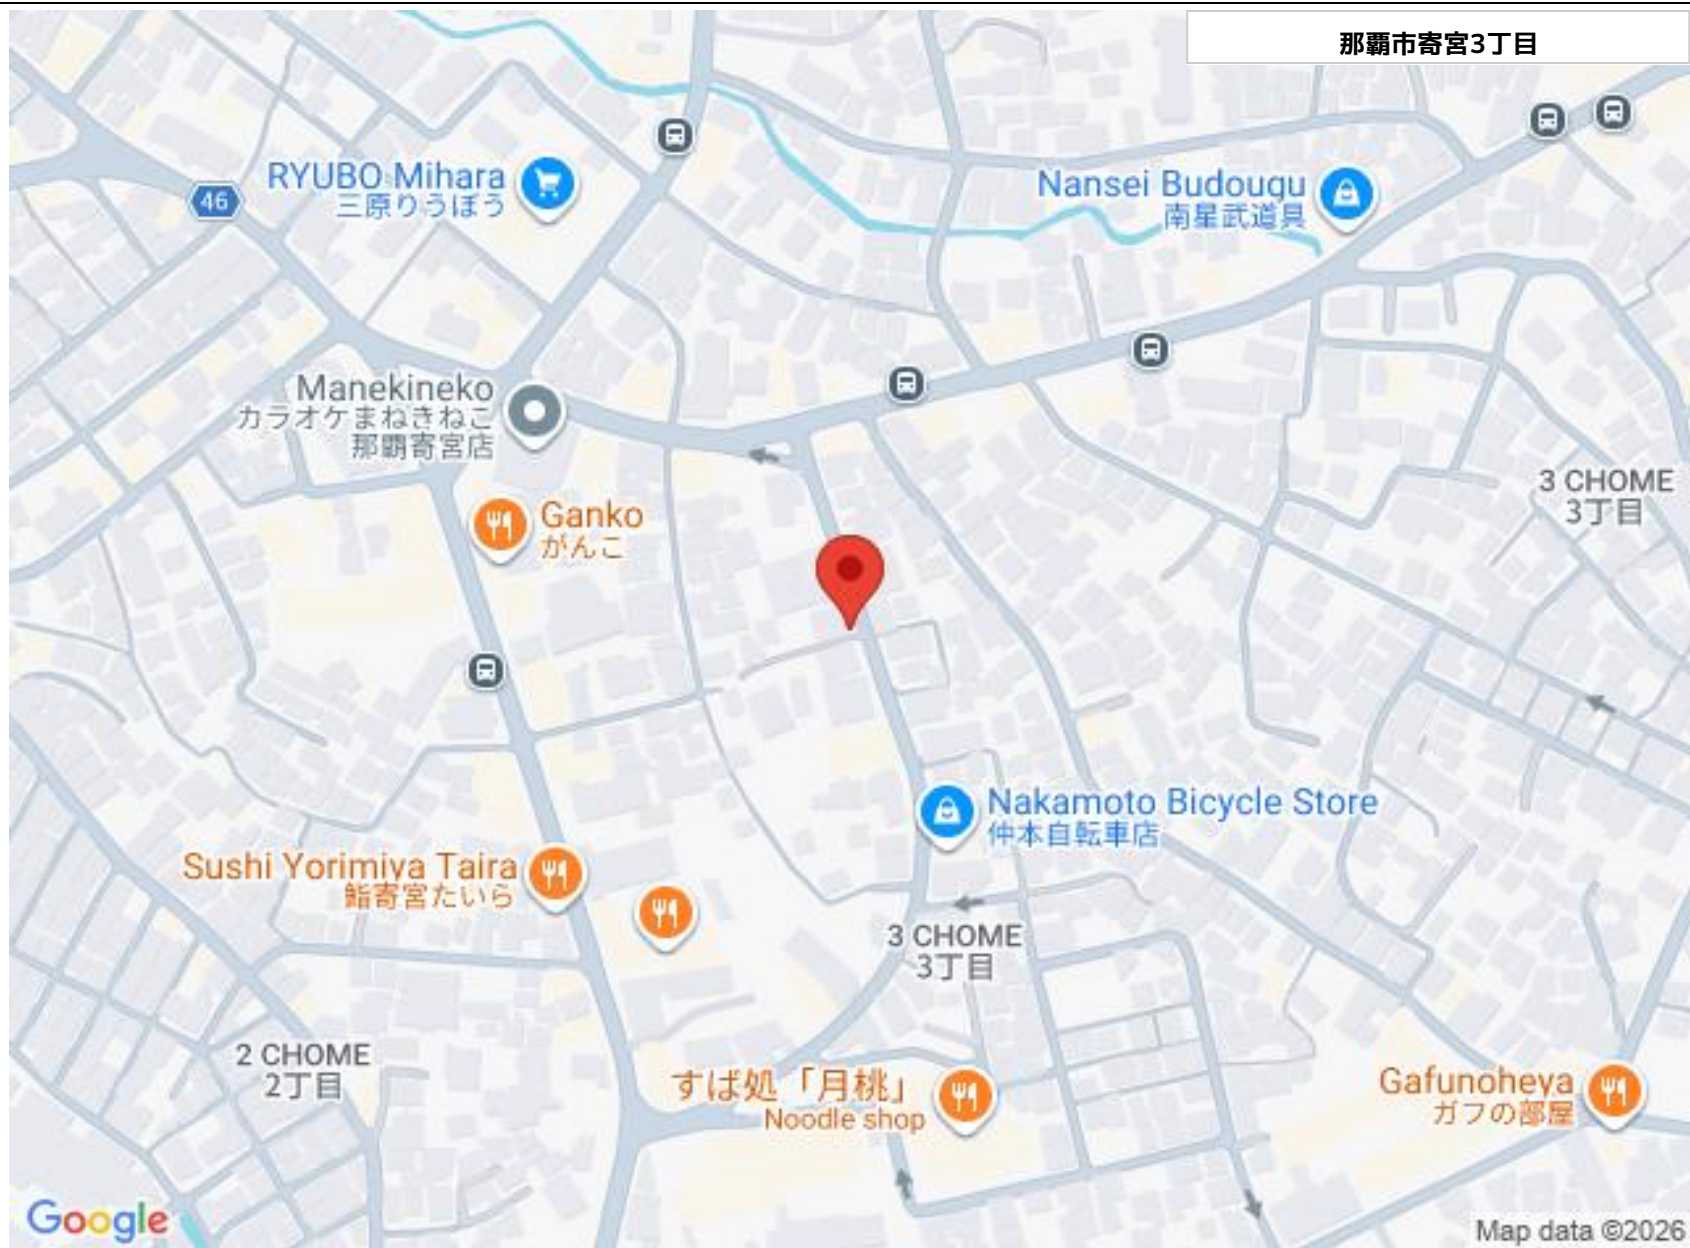 那覇市寄宮3丁目
RYUBO Mihara
三原りうぼう
46
Nansei Budougu
南星武道具
Manekineko
カラオケまねきねこ
那覇寄宮店
Ganko
がんこ
3 CHOME
3丁目
Nakamoto Bicycle Store
仲本自転車店
Sushi Yorimiya Taira
鮨寄宮たいら
3 CHOME
3丁目
2 CHOME
2丁目
すば処「月桃」
Noodle shop
Gafunoheya
ガフの部屋
Google
Map data ©2026